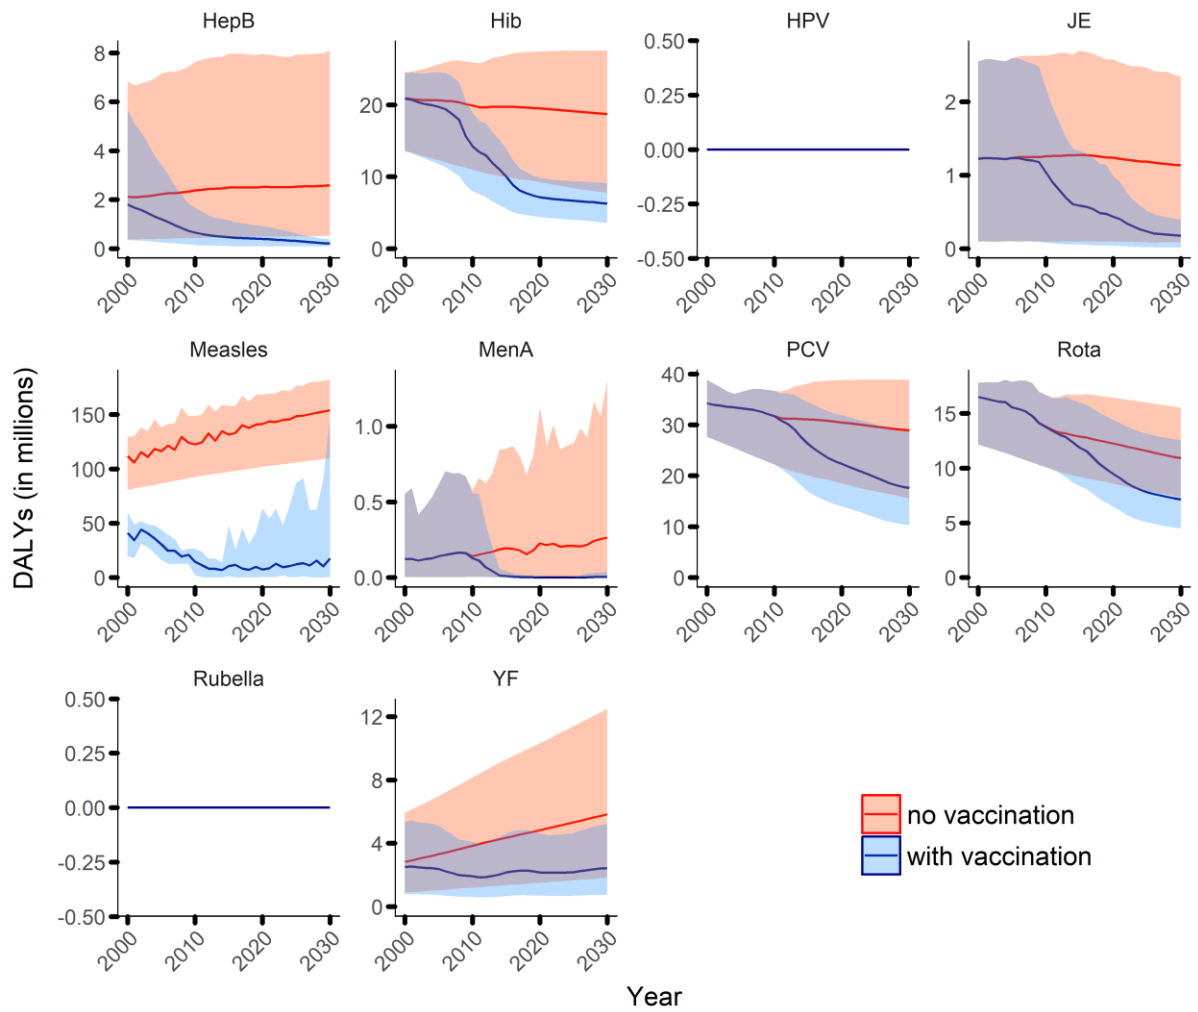 HepB Hib HPV JE
8
6
4
2
0
2000 2010 2020 2030
20
10
0
2000 2010 2020 2030
0.50
0.25
0.00
-0.25
-0.50
2000 2010 2020 2030
2
1
0
2000 2010 2020 2030
Measles MenA PCV Rota
150
100
50
0
2000 2010 2020 2030
1.0
0.5
0.0
2000 2010 2020 2030
40
30
20
10
0
2000 2010 2020 2030
15
10
5
0
2000 2010 2020 2030
DALYs (in millions)
Rubella YF
0.50
0.25
0.00
-0.25
-0.50
2000 2010 2020 2030
12
8
4
0
2000 2010 2020 2030
no vaccination
with vaccination
Year